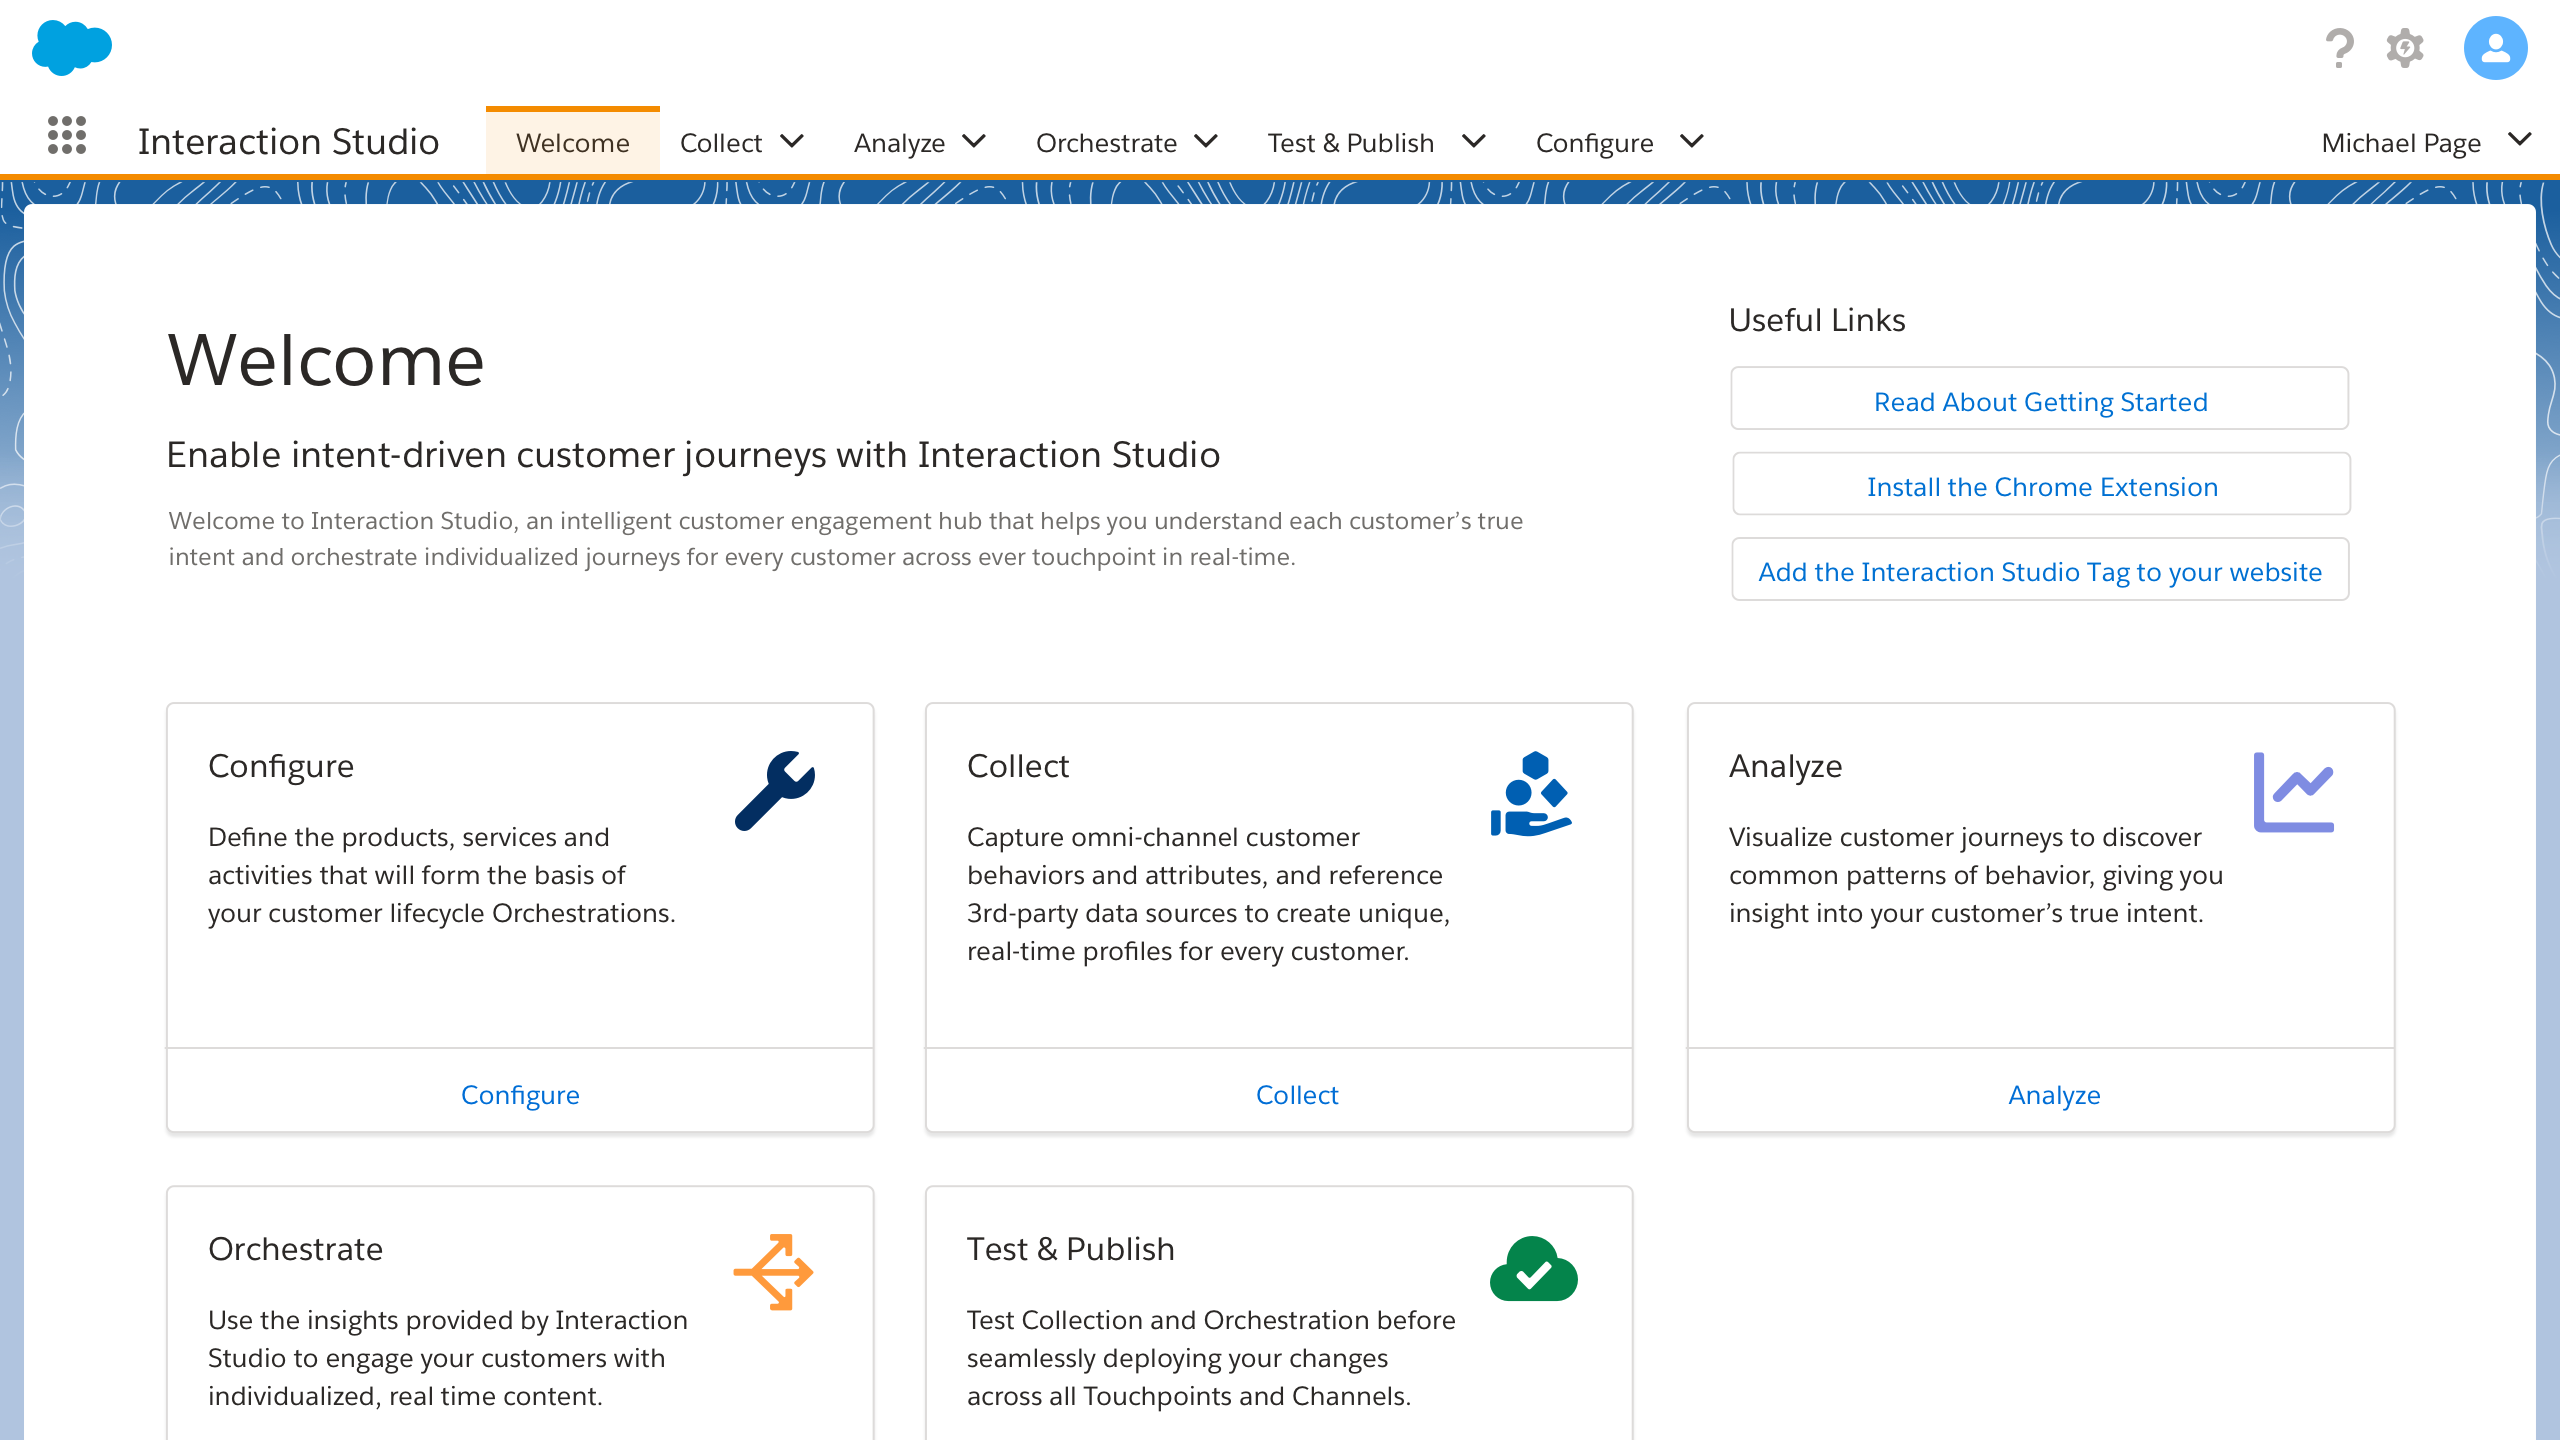 Interaction Studio
Welcome
Collect
Analyze
Orchestrate
Test & Publish
Configure
Michael Page
Welcome
Enable intent-driven customer journeys with Interaction Studio
Welcome to Interaction Studio, an intelligent customer engagement hub that helps you understand each customer’s true
intent and orchestrate individualized journeys for every customer across ever touchpoint in real-time.
Useful Links
Read About Getting Started
Install the Chrome Extension
Add the Interaction Studio Tag to your website
Configure
Define the products, services and
activities that will form the basis of
your customer lifecycle Orchestrations.
Configure
Collect
Capture omni-channel customer
behaviors and attributes, and reference
3rd-party data sources to create unique,
real-time profiles for every customer.
Collect
Analyze
Visualize customer journeys to discover
common patterns of behavior, giving you
insight into your customer’s true intent.
Analyze
Orchestrate
Use the insights provided by Interaction
Studio to engage your customers with
individualized, real time content.
Test & Publish
Test Collection and Orchestration before
seamlessly deploying your changes
across all Touchpoints and Channels.